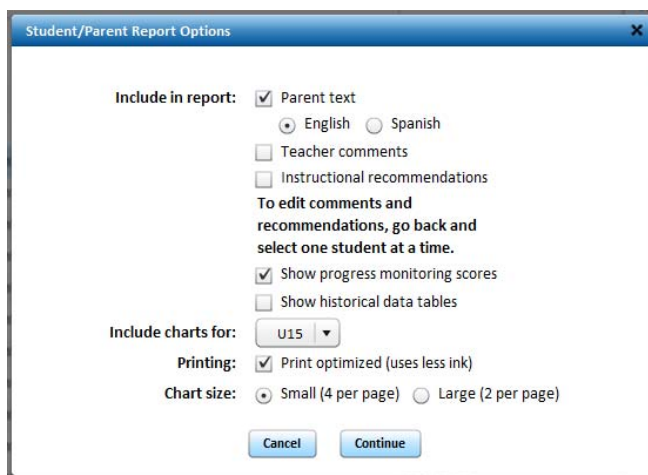 Student/Parent Report Options
Include in report: Parent text
English Spanish
Teacher comments
Instructional recommendations
To edit comments and
recommendations, go back and
select one student at a time.
Show progress monitoring scores
Show historical data tables
Include charts for: U15
Printing: Print optimized (uses less ink)
Chart size: Small (4 per page) Large (2 per page)
Cancel Continue